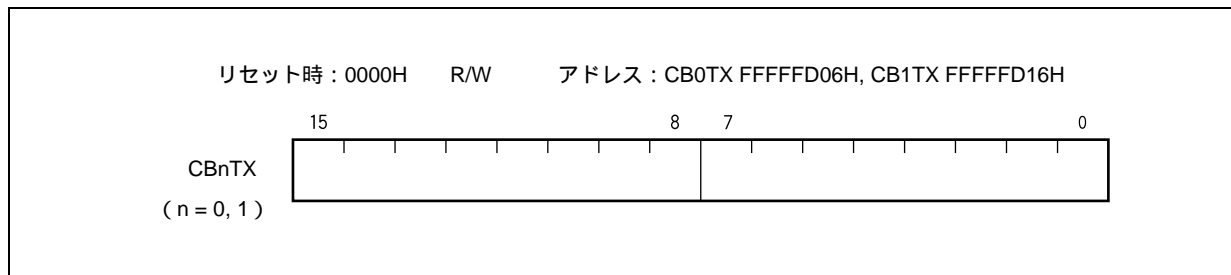 リセット時：0000H R/W アドレス：CB0TX FFFFFD06H, CB1TX FFFFFD16H
15 8 7 0
CBnTX
（n = 0, 1）